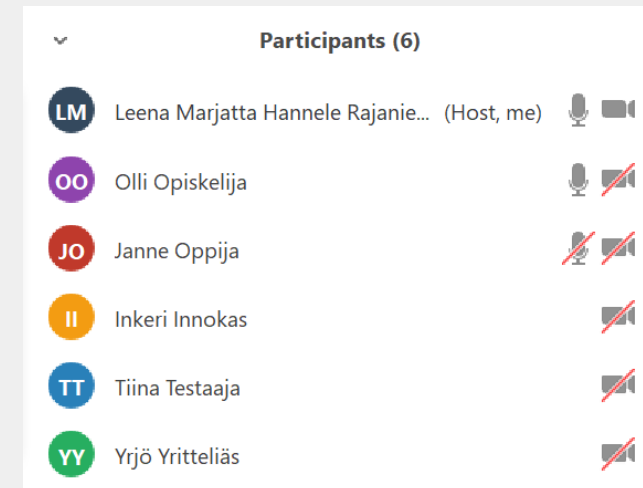 Participants (6)
LM Leena Marjatta Hannele Rajanie... (Host, me)
OO Olli Opiskelija
JO Janne Oppija
II Inkeri Innokas
TT Tiina Testaaja
YY Yrjö Yritteliäs